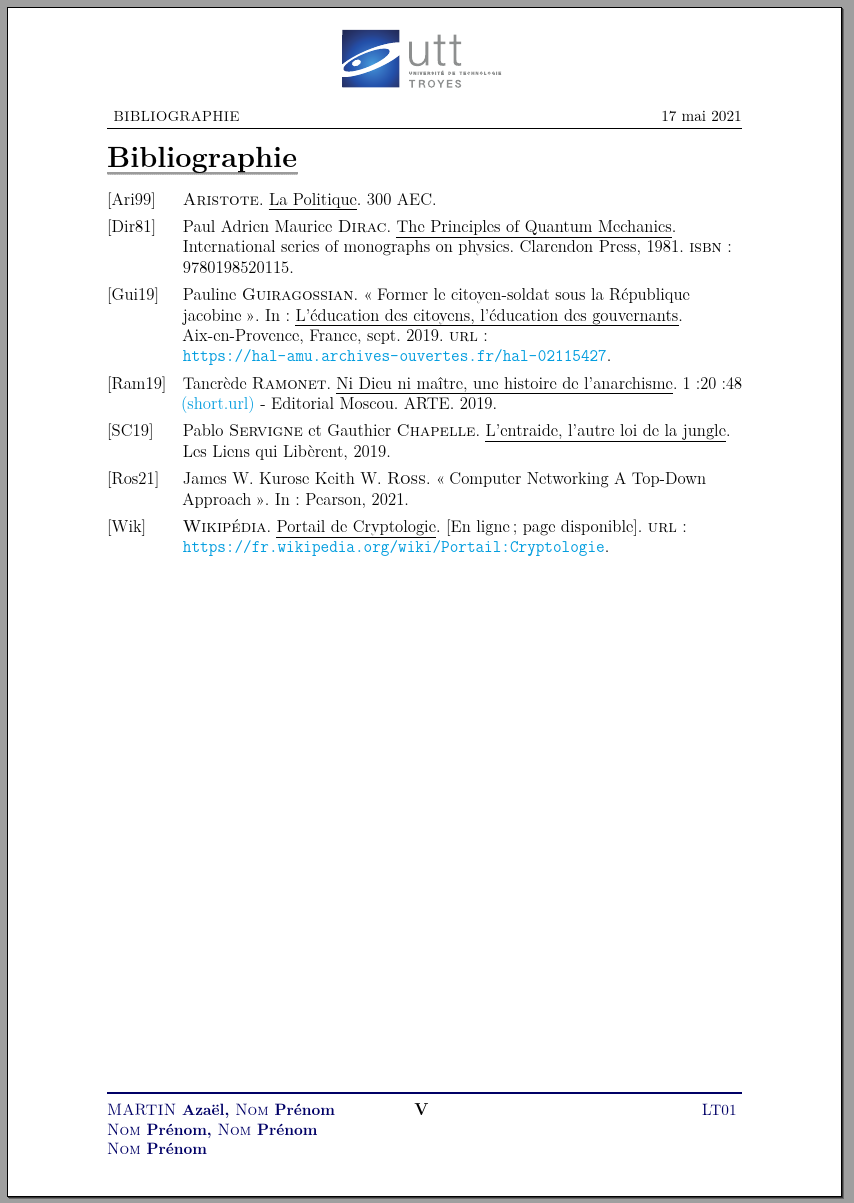 utt
UNIVERSITÉ DE TECHNOLOGIE
TROYES
BIBLIOGRAPHIE 17 mai 2021
Bibliographie
[Ari99] Aristote. La Politique. 300 AEC.
[Dir81] Paul Adrien Maurice Dirac. The Principles of Quantum Mechanics.
International series of monographs on physics. Clarendon Press, 1981. isbn :
9780198520115.
[Gui19] Pauline Guiragossian. « Former le citoyen-soldat sous la République
jacobine ». In : L'éducation des citoyens, l'éducation des gouvernants.
Aix-en-Provence, France, sept. 2019. url :
https://hal-amu.archives-ouvertes.fr/hal-02115427.
[Ram19] Tancrède Ramonet. Ni Dieu ni maître, une histoire de l'anarchisme. 1 :20 :48
(short.url) - Editorial Moscou. ARTE. 2019.
[SC19] Pablo Servigne et Gauthier Chapelle. L'entraide, l'autre loi de la jungle.
Les Liens qui Libèrent, 2019.
[Ros21] James W. Kurose Keith W. Ross. « Computer Networking A Top-Down
Approach ». In : Pearson, 2021.
[Wik] Wikipédia. Portail de Cryptologie. [En ligne ; page disponible]. url :
https://fr.wikipedia.org/wiki/Portail:Cryptologie.
MARTIN Azaël, Nom Prénom V LT01
Nom Prénom, Nom Prénom
Nom Prénom